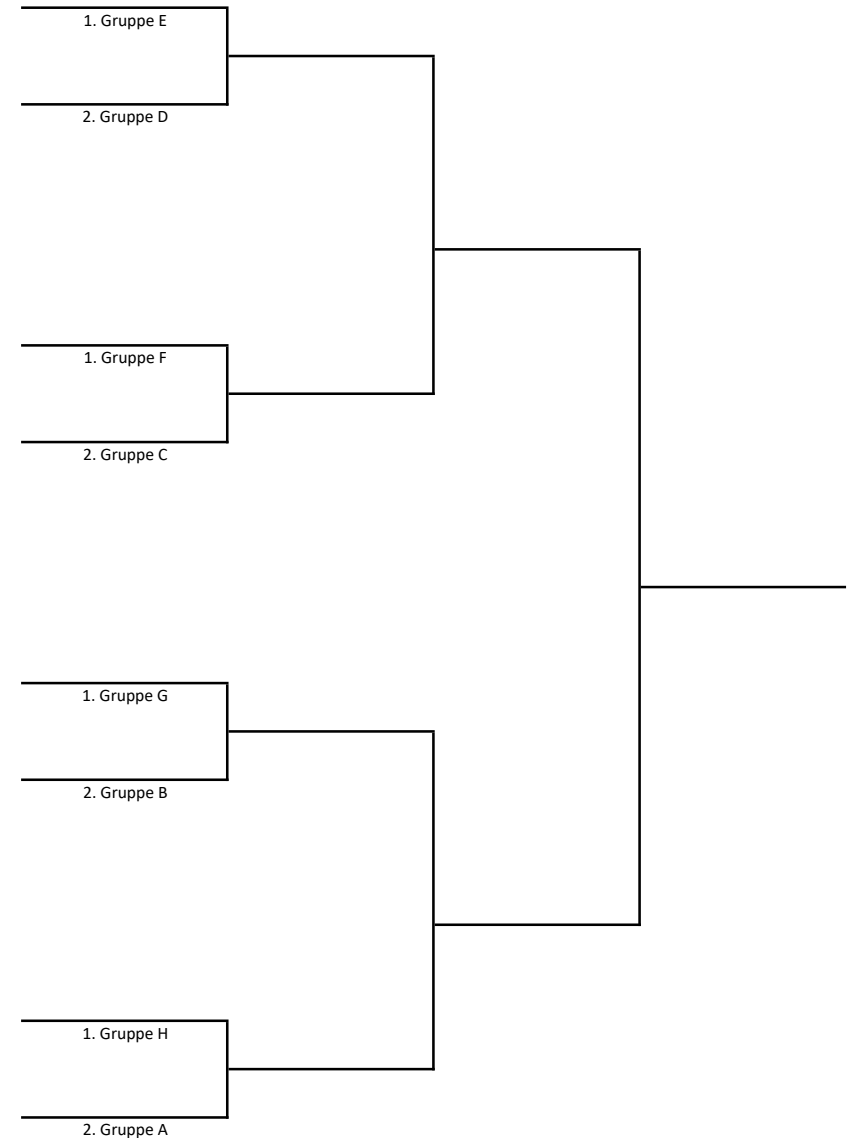 1. Gruppe E
2. Gruppe D
1. Gruppe F
2. Gruppe C
1. Gruppe G
2. Gruppe B
1. Gruppe H
2. Gruppe A